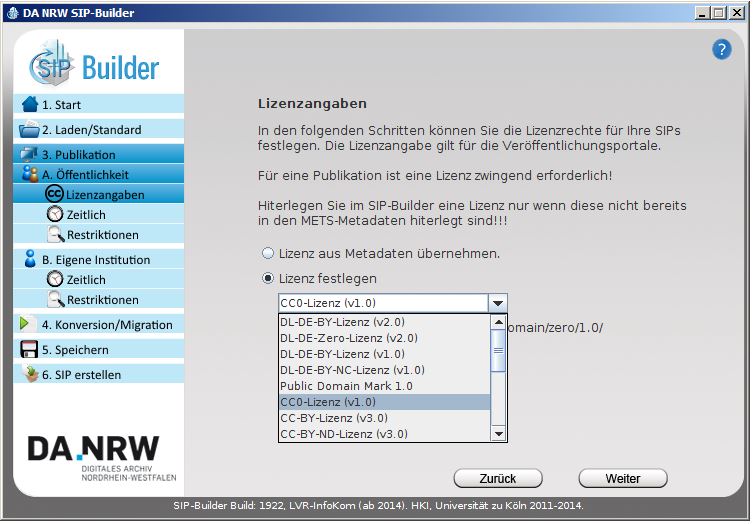 DA NRW SIP-Builder
?
SIP Builder
1. Start
2. Laden/Standard
3. Publikation
A. Öffentlichkeit
cc Lizenzangaben
Zeitlich
Restriktionen
B. Eigene Institution
Zeitlich
Restriktionen
4. Konversion/Migration
5. Speichern
6. SIP erstellen
DA.NRW
DIGITALES ARCHIV
NORDRHEIN-WESTFALEN
Lizenzangaben
In den folgenden Schritten können Sie die Lizenzrechte für Ihre SIPs
festlegen. Die Lizenzangabe gilt für die Veröffentlichungsportale.
Für eine Publikation ist eine Lizenz zwingend erforderlich!
Hiterlegen Sie im SIP-Builder eine Lizenz nur wenn diese nicht bereits
in den METS-Metadaten hiterlegt sind!!!
Lizenz aus Metadaten übernehmen.
Lizenz festlegen
CC0-Lizenz (v1.0)
omain/zero/1.0/
DL-DE-BY-Lizenz (v2.0)
DL-DE-Zero-Lizenz (v2.0)
DL-DE-BY-Lizenz (v1.0)
DL-DE-BY-NC-Lizenz (v1.0)
Public Domain Mark 1.0
CC0-Lizenz (v1.0)
CC-BY-Lizenz (v3.0)
CC-BY-ND-Lizenz (v3.0)
Zurück
Weiter
SIP-Builder Build: 1922, LVR-InfoKom (ab 2014). HKI, Universität zu Köln 2011-2014.